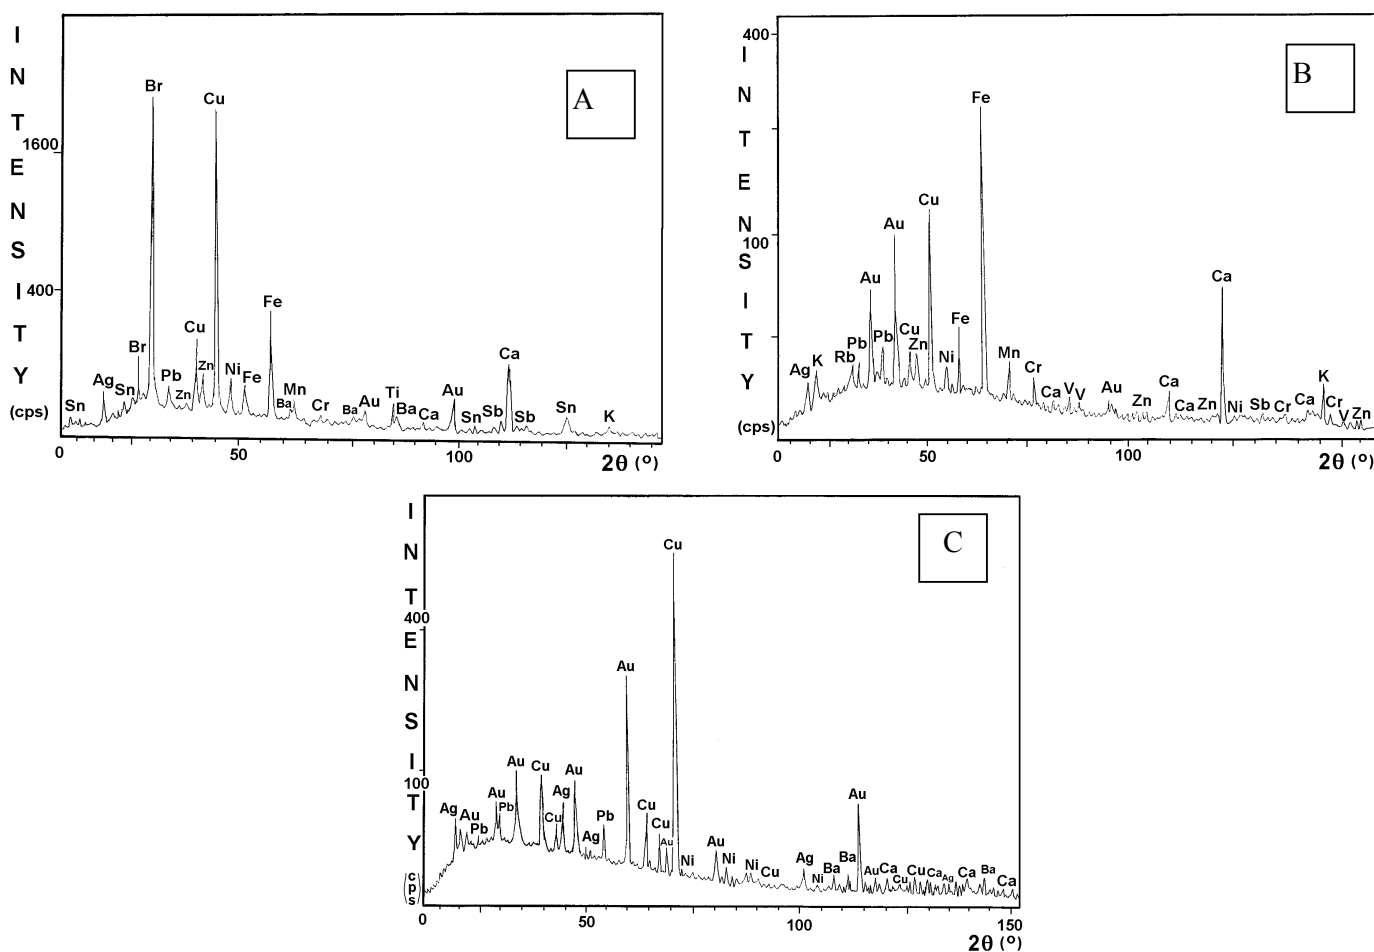 INTENSITY
(cps)
1600
400
A
Br
Cu
Br
Cu
Fe
Ag
Sn
Sn
Pb
Zn
Zn
Ni
Fe
Ba
Mn
Cr
Ba
Au
Ti
Ba
Ca
Au
Sn
Sb
Ca
Sb
Sn
K
0
50
100
2θ (°)
INTENSITY
(cps)
400
100
B
Fe
Cu
Au
Au
Ca
Ag
K
Rb
Pb
Pb
Cu
Zn
Ni
Fe
Mn
Cr
Ca
V
V
Au
Zn
Ca
Ca
Zn
Ni
Sb
Cr
Ca
K
Cr
V
Zn
0
50
100
2θ (°)
INTENSITY
(cps)
400
100
C
Cu
Au
Au
Cu
Au
Ag
Ag
Au
Pb
Au
Pb
Cu
Ag
Pb
Cu
Cu
Au
Ni
Au
Ni
Ni
Cu
Ag
Ni
Ba
Ba
Au
Au
Ca
Cu
Cu
Ca
Ag
Ca
Ba
Ca
0
50
100
150
2θ (°)